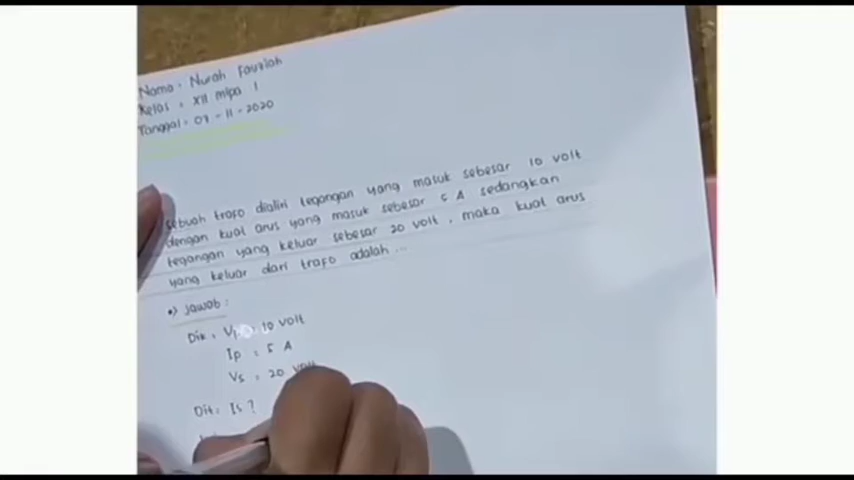 Nama : Nurah Fauziah
Kelas : XII mipa 1
Tanggal : 07 - 11 - 2020
Sebuah trafo dialiri tegangan yang masuk sebesar 10 volt
dengan kuat arus yang masuk sebesar 5 A sedangkan
tegangan yang keluar sebesar 20 volt, maka kuat arus
yang keluar dari trafo adalah ...
•) Jawab :
Dik : Vp = 10 volt
Ip = 5 A
Vs = 20 volt
Dit : Is ?